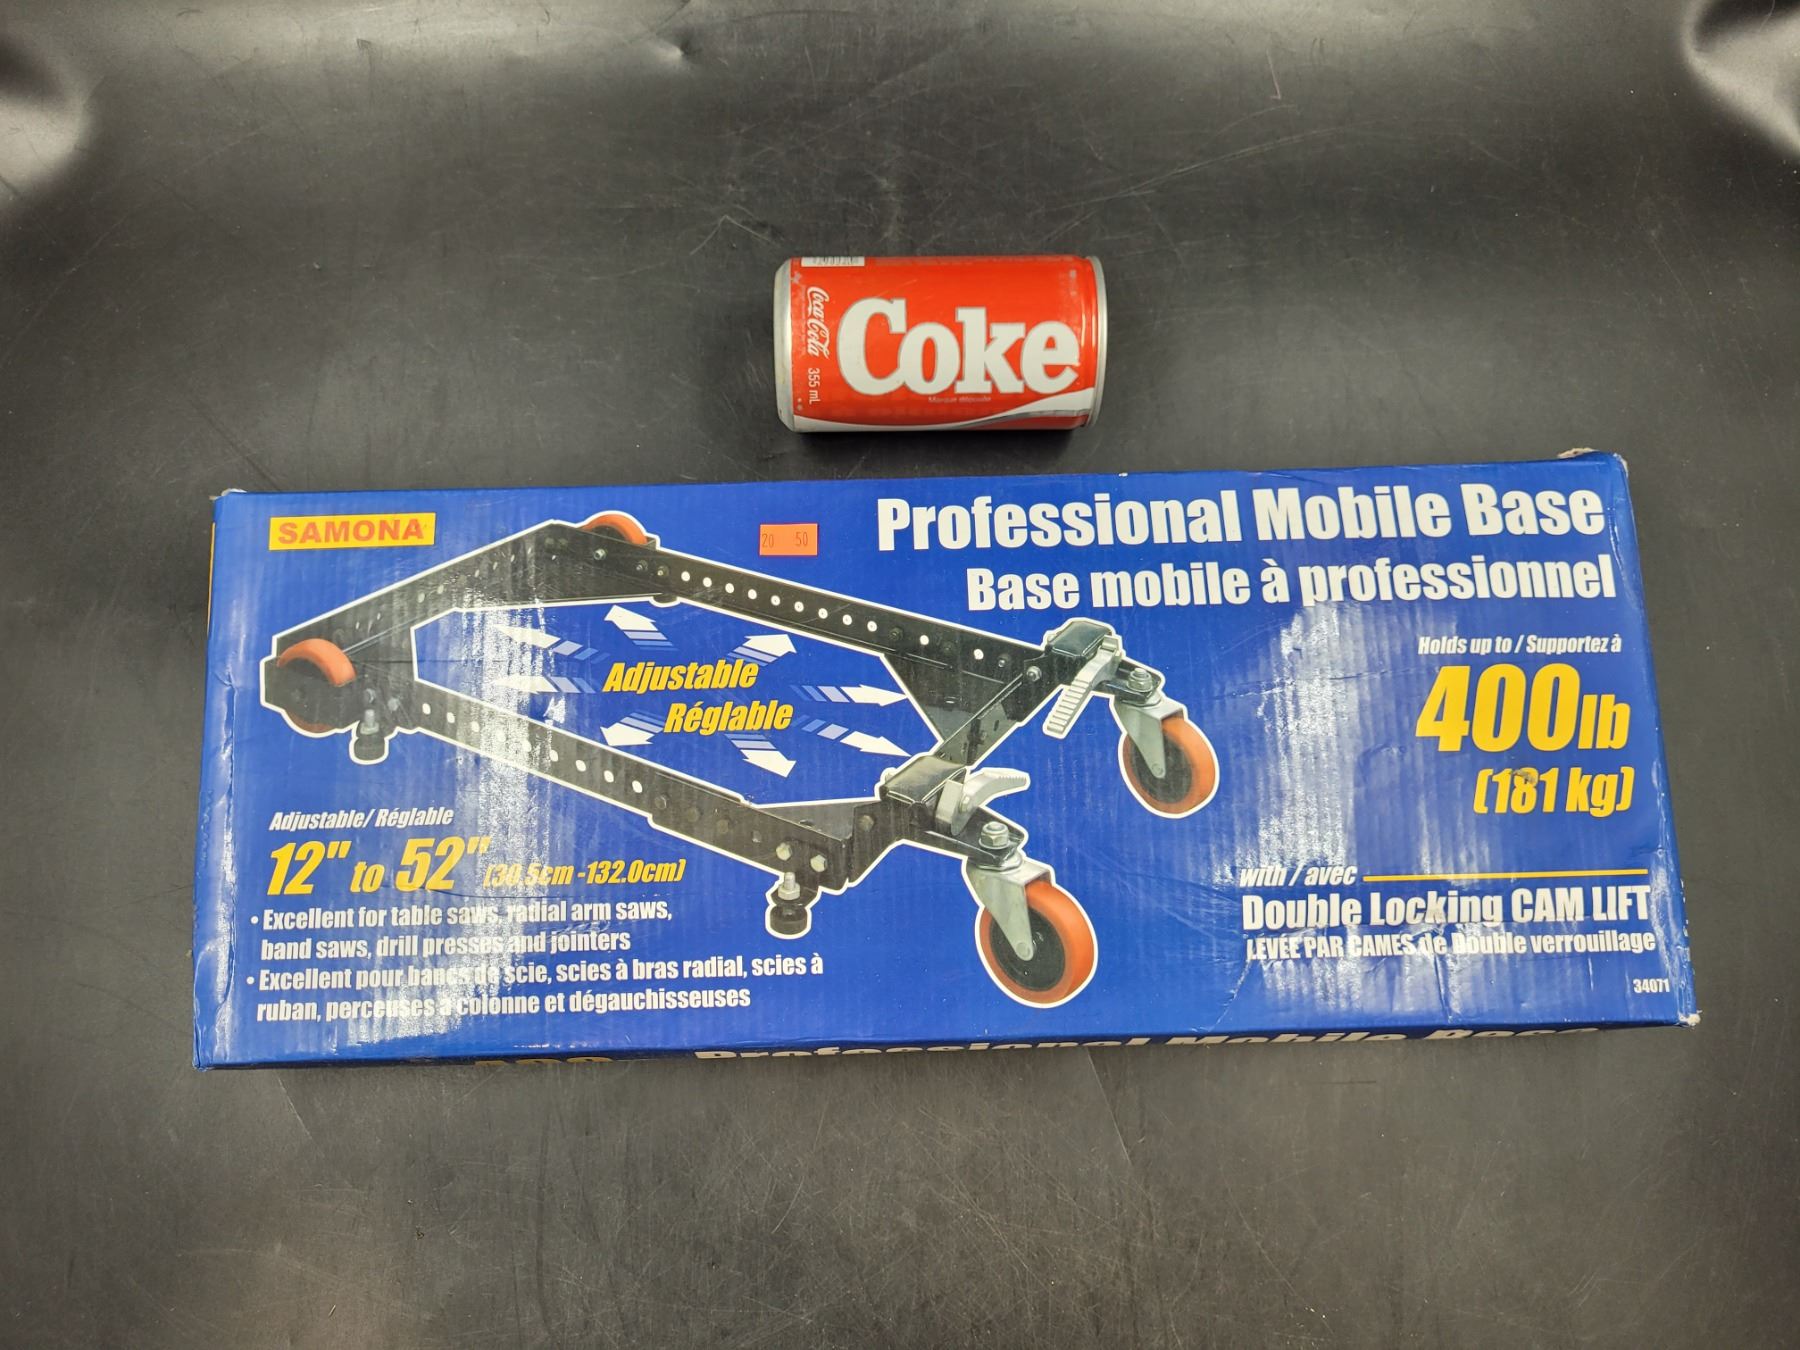 Coca-Cola 355 mL
Coke
Marque déposée
SAMONA
20 50
Professional Mobile Base
Base mobile à professionnel
Holds up to / Supportez à
400lb
(181 kg)
Adjustable
Réglable
Adjustable/ Réglable
12" to 52" (30.5cm -132.0cm)
• Excellent for table saws, radial arm saws,
band saws, drill presses and jointers
• Excellent pour bancs de scie, scies à bras radial, scies à
ruban, perceuses à colonne et dégauchisseuses
with / avec
Double Locking CAM LIFT
LEVÉE PAR CAMES de Double verrouillage
34071
Professional Mobile Base